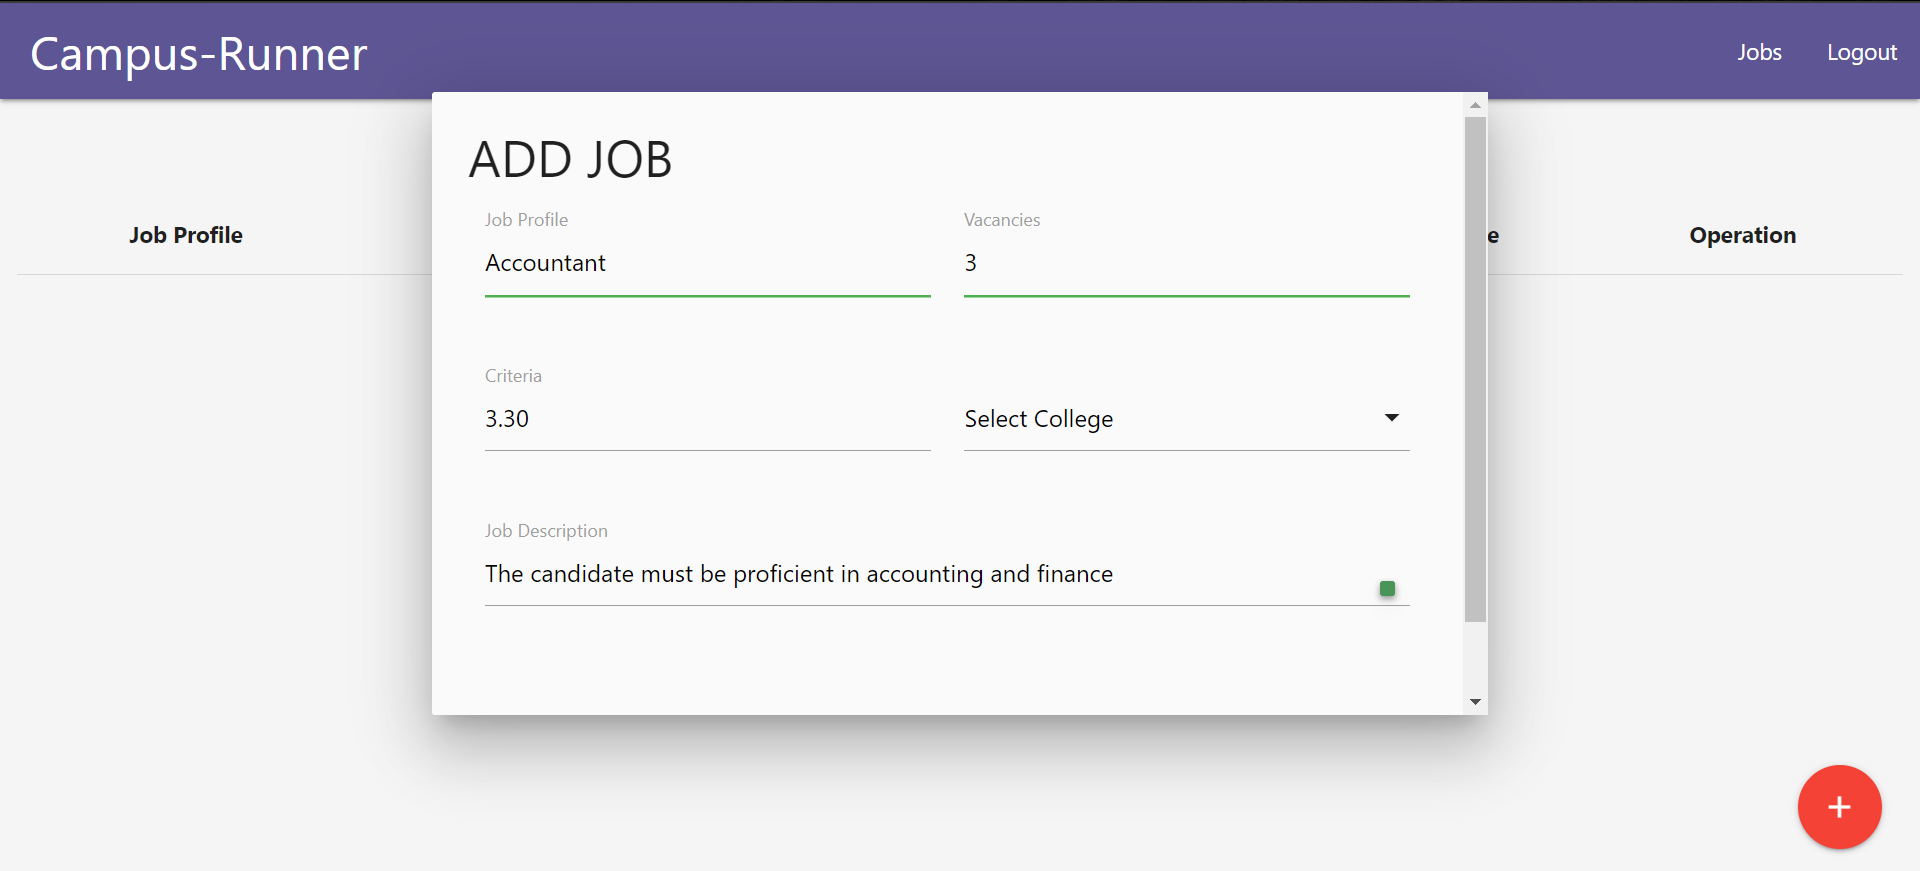 Campus-Runner
Jobs
Logout
ADD JOB
Job Profile
Vacancies
Accountant
3
Job Profile
e
Operation
Criteria
3.30
Select College
Job Description
The candidate must be proficient in accounting and finance
+